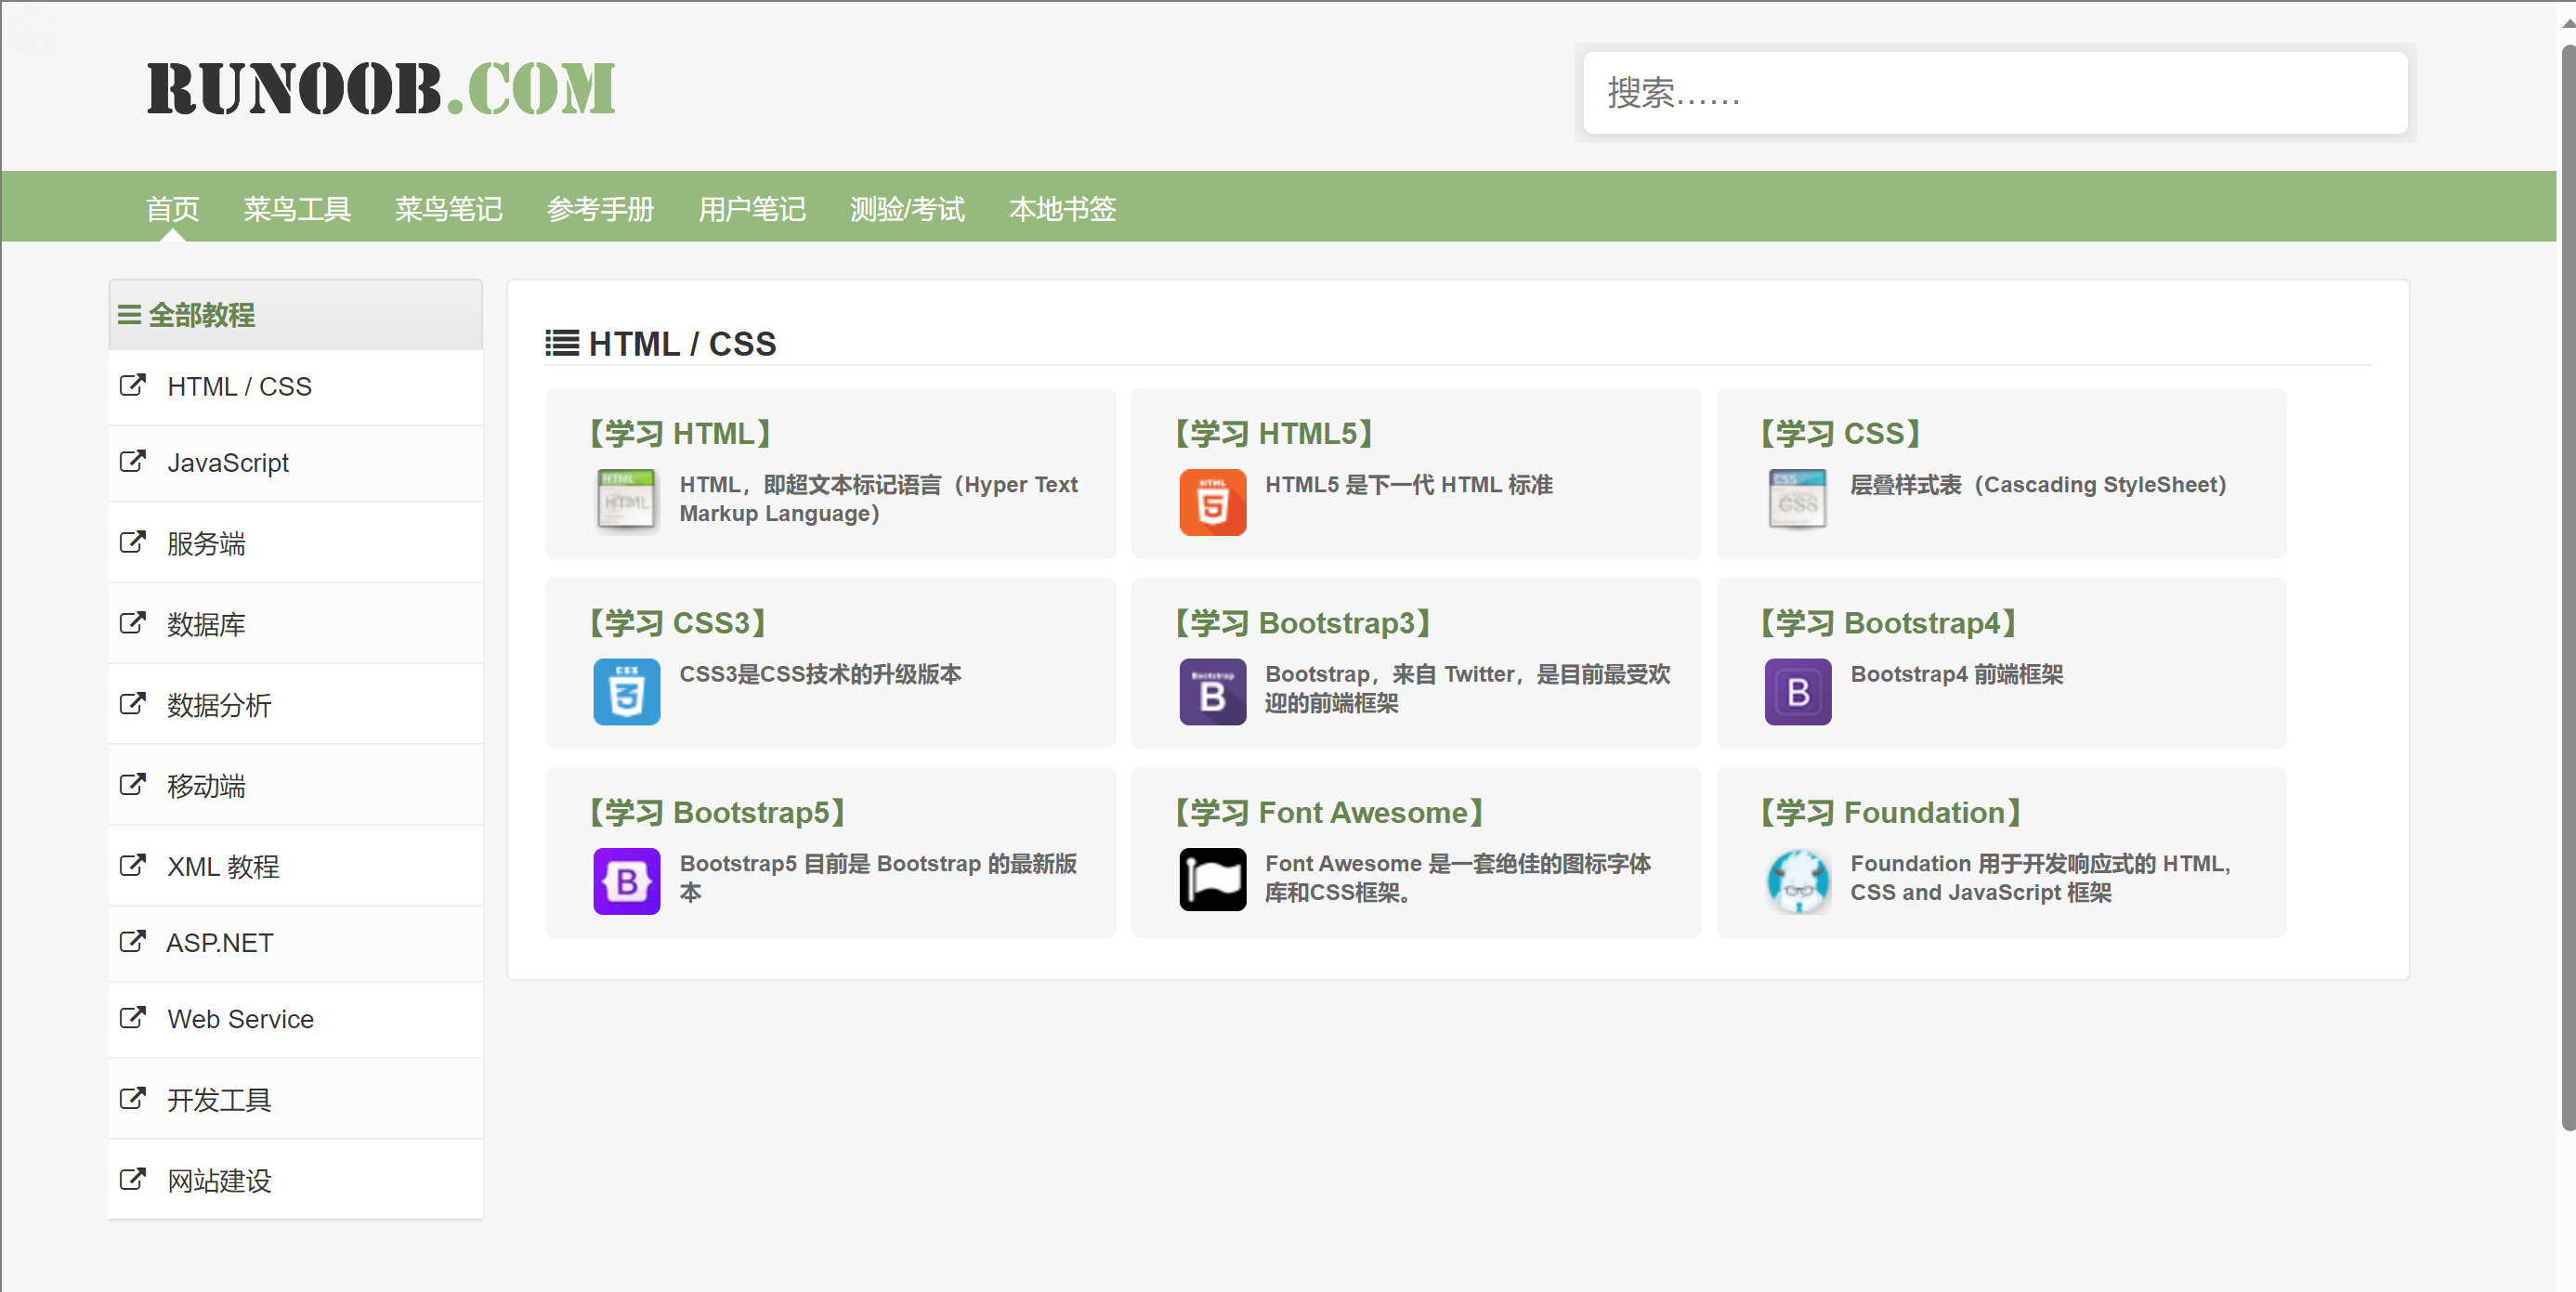 RUNOOB.COM
搜索……
首页 菜鸟工具 菜鸟笔记 参考手册 用户笔记 测验/考试 本地书签
全部教程
HTML / CSS
JavaScript
服务端
数据库
数据分析
移动端
XML 教程
ASP.NET
Web Service
开发工具
网站建设
HTML / CSS
【学习 HTML】
HTML
HTML
HTML，即超文本标记语言（Hyper Text
Markup Language）
【学习 HTML5】
HTML
5
HTML5 是下一代 HTML 标准
【学习 CSS】
CSS
CSS
层叠样式表（Cascading StyleSheet）
【学习 CSS3】
CSS
3
CSS3是CSS技术的升级版本
【学习 Bootstrap3】
Bootstrap
B
Bootstrap，来自 Twitter，是目前最受欢
迎的前端框架
【学习 Bootstrap4】
B
Bootstrap4 前端框架
【学习 Bootstrap5】
B
Bootstrap5 目前是 Bootstrap 的最新版
本
【学习 Font Awesome】
Font Awesome 是一套绝佳的图标字体
库和CSS框架。
【学习 Foundation】
Foundation 用于开发响应式的 HTML,
CSS and JavaScript 框架